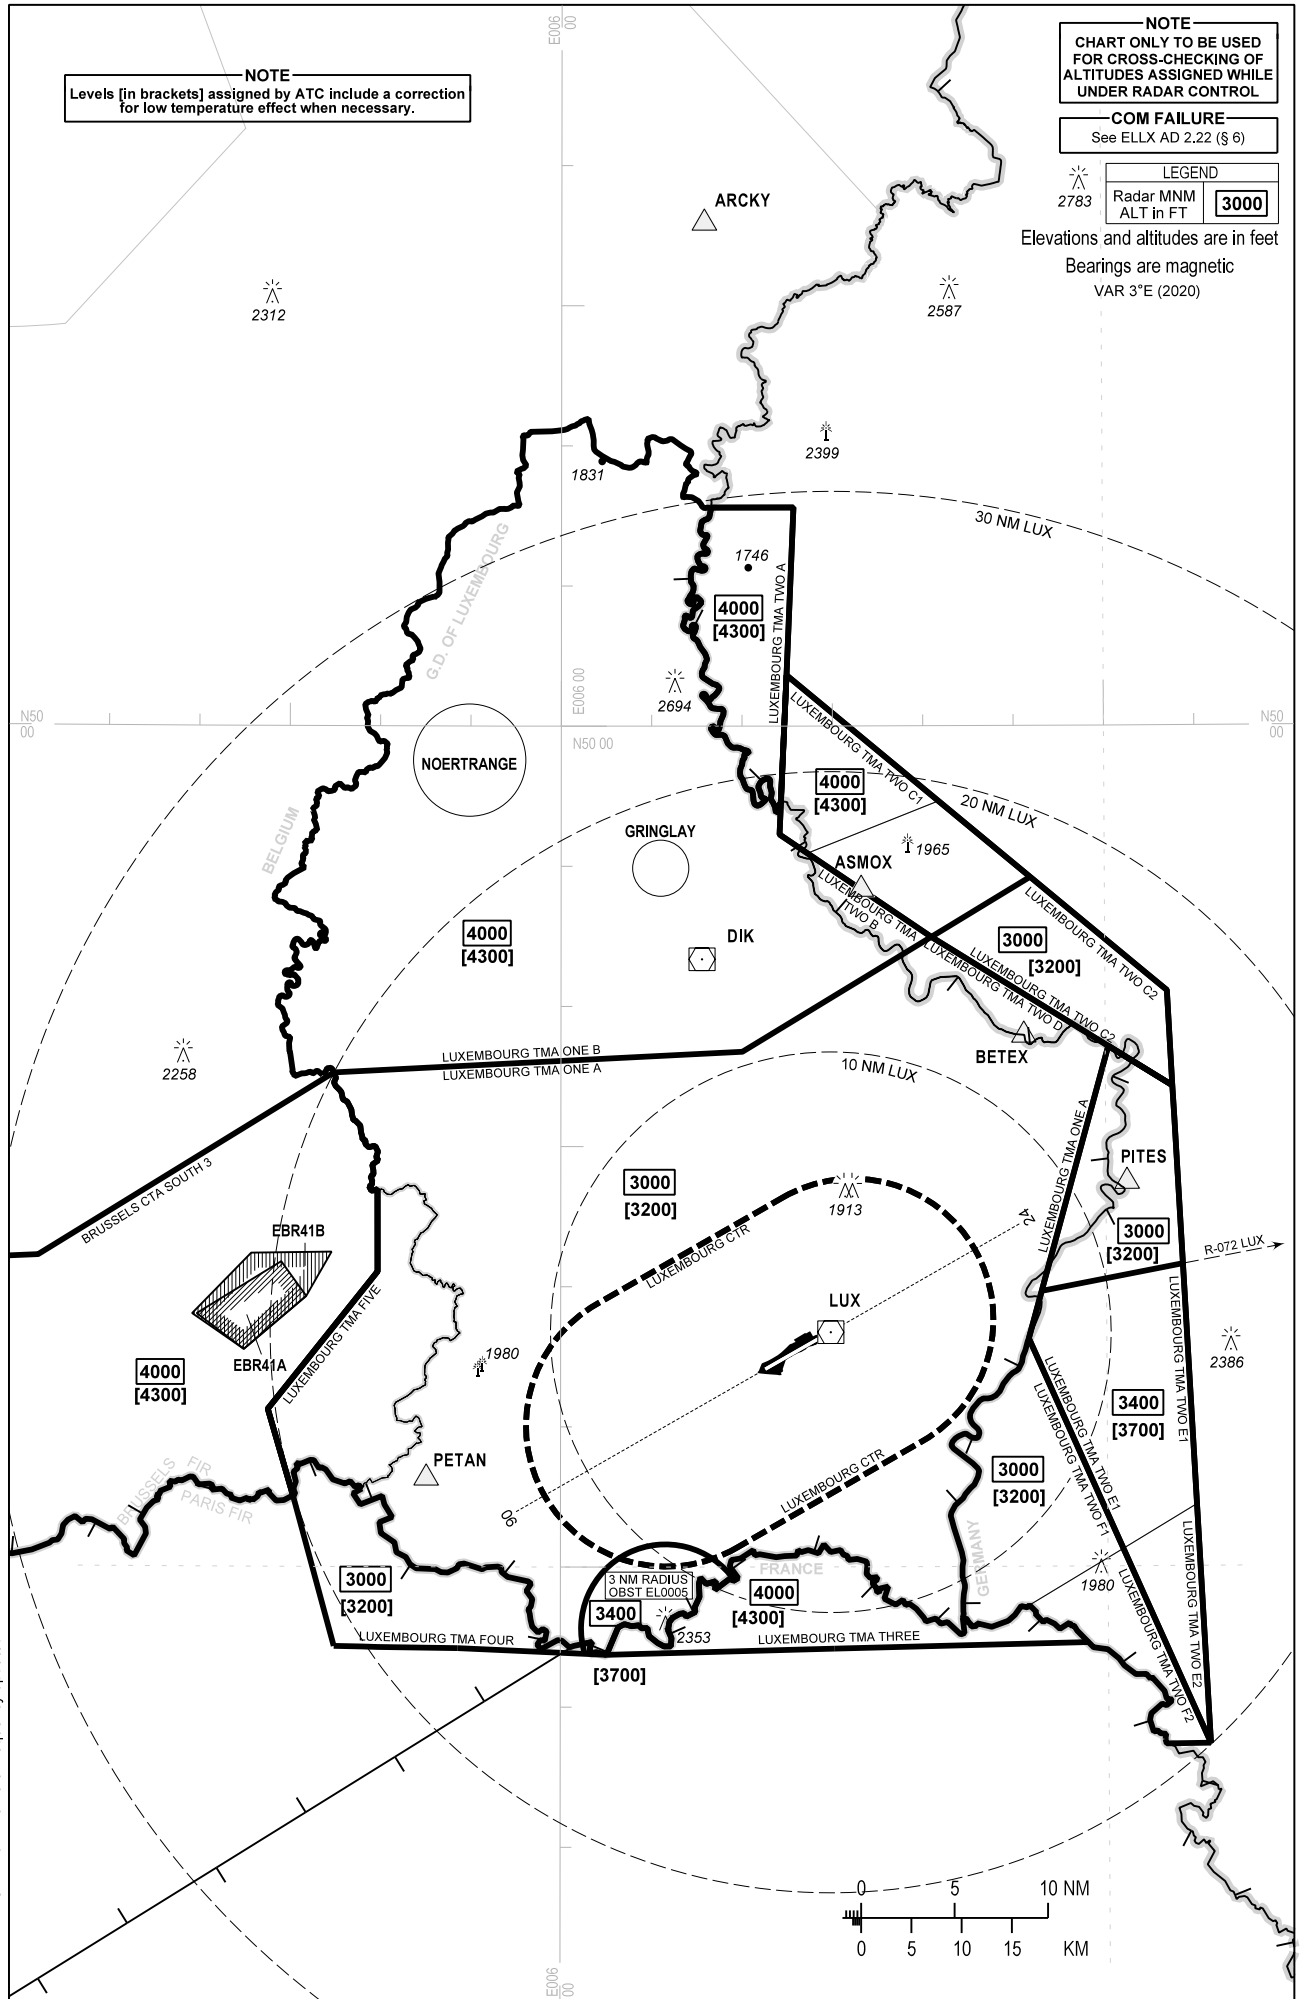 E006
00
NOTE
Levels [in brackets] assigned by ATC include a correction
for low temperature effect when necessary.
NOTE
CHART ONLY TO BE USED
FOR CROSS-CHECKING OF
ALTITUDES ASSIGNED WHILE
UNDER RADAR CONTROL
COM FAILURE
See ELLX AD 2.22 (§ 6)
2783
LEGEND
Radar MNM
ALT in FT
3000
Elevations and altitudes are in feet
Bearings are magnetic
VAR 3°E (2020)
ARCKY
2312
2587
2399
1831
30 NM LUX
G.D. OF LUXEMBOURG
1746
4000
[4300]
LUXEMBOURG TMA TWO A
2694
E006 00
N50
00
N50 00
N50
00
NOERTRANGE
LUXEMBOURG TMA TWO C1
4000
[4300]
20 NM LUX
BELGIUM
GRINGLAY
1965
ASMOX
LUXEMBOURG TMA
TWO B
LUXEMBOURG TMA TWO C2
4000
[4300]
DIK
3000
[3200]
LUXEMBOURG TMA TWO C2
LUXEMBOURG TMA TWO D
BETEX
2258
LUXEMBOURG TMA ONE B
LUXEMBOURG TMA ONE A
10 NM LUX
LUXEMBOURG TMA ONE A
PITES
BRUSSELS CTA SOUTH 3
3000
[3200]
1913
24
3000
[3200]
R-072 LUX
EBR41B
LUXEMBOURG CTR
LUXEMBOURG TMA FIVE
LUX
LUXEMBOURG TMA TWO E1
EBR41A
1980
2386
4000
[4300]
LUXEMBOURG TMA TWO E1
LUXEMBOURG TMA TWO F1
3400
[3700]
PETAN
LUXEMBOURG CTR
3000
[3200]
BRUSSELS FIR
PARIS FIR
06
GERMANY
LUXEMBOURG TMA TWO E2
FRANCE
3 NM RADIUS
OBST EL0005
1980
3000
[3200]
3400
4000
[4300]
LUXEMBOURG TMA TWO F2
2353
LUXEMBOURG TMA FOUR
LUXEMBOURG TMA THREE
[3700]
0 5 10 NM
0 5 10 15 KM
E006
00